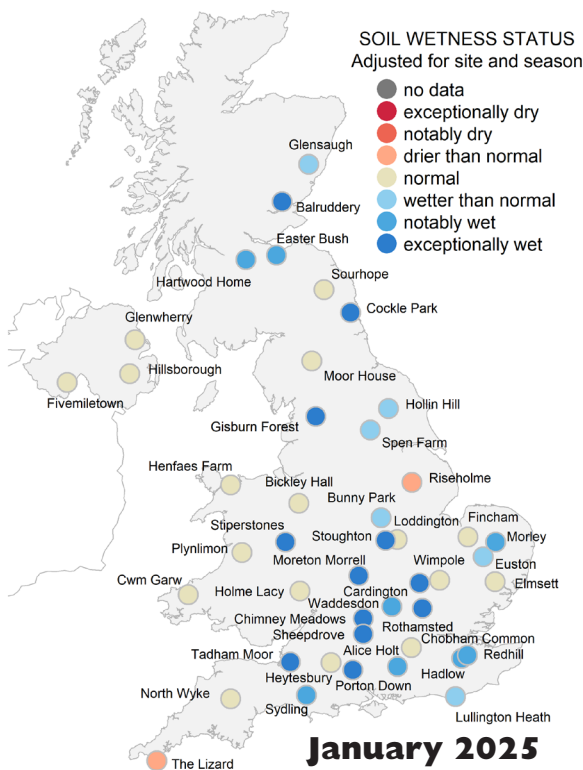 SOIL WETNESS STATUS
Adjusted for site and season
no data
exceptionally dry
notably dry
drier than normal
normal
wetter than normal
notably wet
exceptionally wet
Glensaugh
Balruddery
Easter Bush
Hartwood Home
Sourhope
Cockle Park
Glenwherry
Hillsborough
Moor House
Fivemiletown
Hollin Hill
Gisburn Forest
Spen Farm
Henfaes Farm
Bickley Hall
Riseholme
Bunny Park
Fincham
Loddington
Stiperstones
Stoughton
Morley
Plynlimon
Moreton Morrell
Wimpole
Euston
Cwm Garw
Cardington
Elmsett
Holme Lacy
Waddesdon
Chimney Meadows
Rothamsted
Sheepdrove
Chobham Common
Tadham Moor
Alice Holt
Redhill
Heytesbury
Hadlow
Porton Down
North Wyke
Sydling
Lullington Heath
January 2025
The Lizard